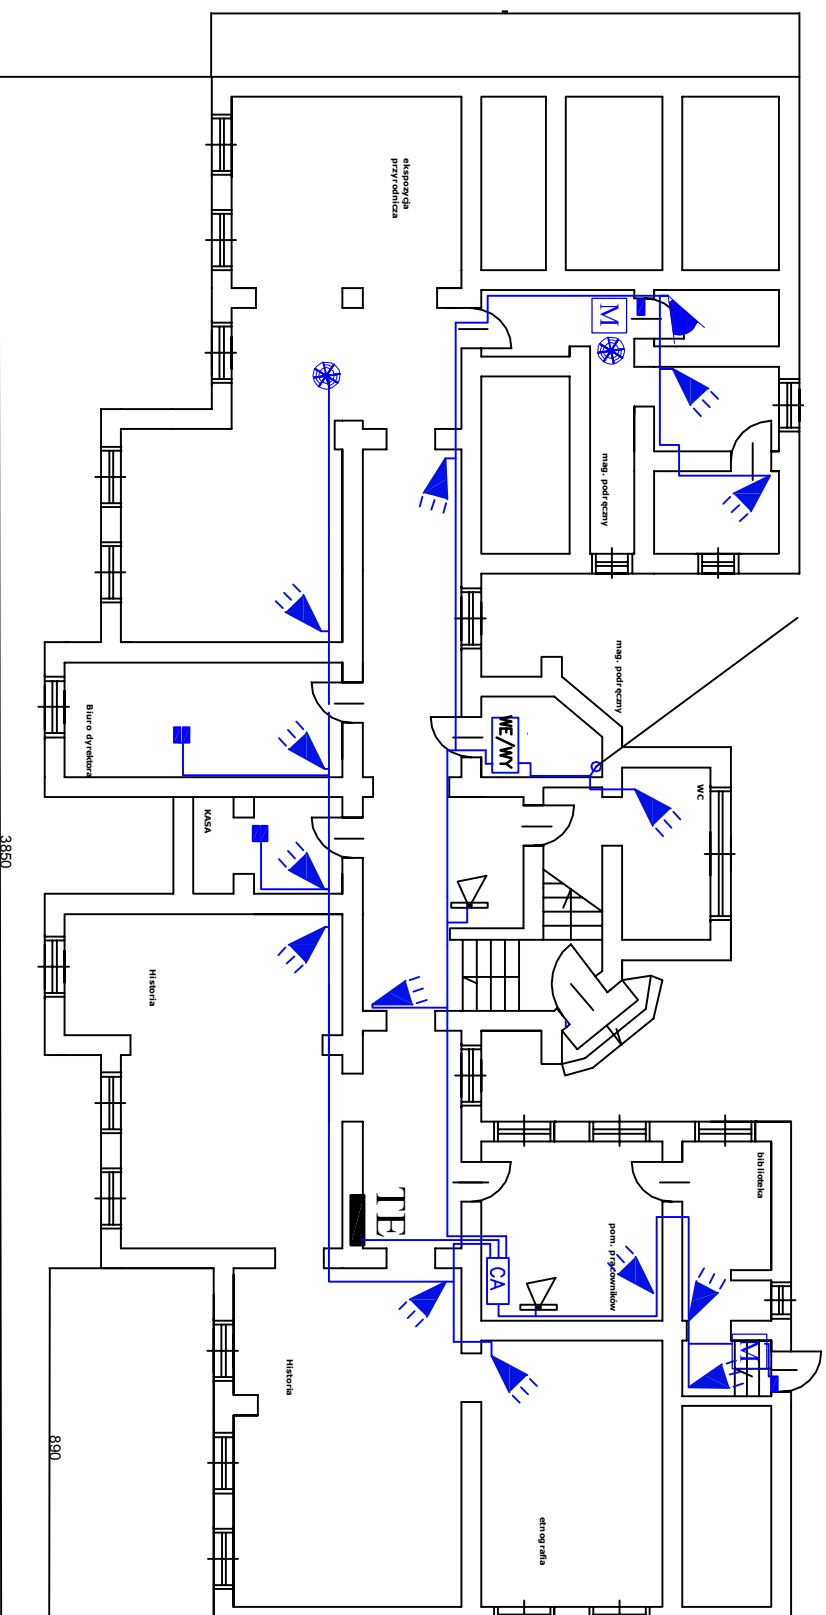 ekspozycja
przyrodnicza
M
mag. podręczny
mag. podręczny
WE/WY
Biuro dyrektora
WC
KASA
3850
Historia
biblioteka
TE
pom. pracowników
CA
M
Historia
890
etnografia